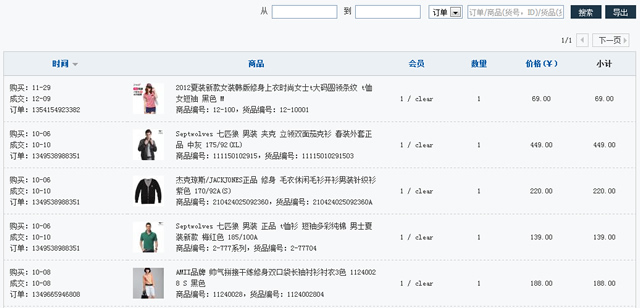 从 到 订单 订单/商品(货号, ID)/货品( 搜索 导出
1/1 下一页
时间 商品 会员 数量 价格(¥) 小计
购买: 11-29
成交: 12-09
订单: 1354154923382
2012夏装新款女装韩版修身上衣时尚女士t大码圆领条纹 t恤
女短袖 黑色 M
商品编号: 12-100, 货品编号: 12-10001
1 / clear 1 69.00 69.00
购买: 10-06
成交: 10-10
订单: 1349538988351
Septwolves 七匹狼 男装 夹克 立领双面茄克衫 春装外套正
品 中灰 175/92(XL)
商品编号: 111150102915, 货品编号: 11115010291503
1 / clear 1 449.00 449.00
购买: 10-06
成交: 10-10
订单: 1349538988351
杰克琼斯/JACKJONES正品 修身 毛衣休闲毛衫开衫男装针织衫
紫色 170/92A(S)
商品编号: 210424025092360, 货品编号: 210424025092360A
1 / clear 1 220.00 220.00
购买: 10-06
成交: 10-10
订单: 1349538988351
Septwolves 七匹狼 男装 正品 t恤衫 短袖多彩纯棉 男士夏
装新款 梅红色 185/100A
商品编号: 2-777系列, 货品编号: 2-77704
1 / clear 1 139.00 139.00
购买: 10-08
成交: 10-08
订单: 1349665946808
AMII品牌 帅气拼接干练修身双口袋长袖衬衫衬衣3色 1124002
8 S 黑色
商品编号: 11240028, 货品编号: 1124002804
1 / clear 1 188.00 188.00